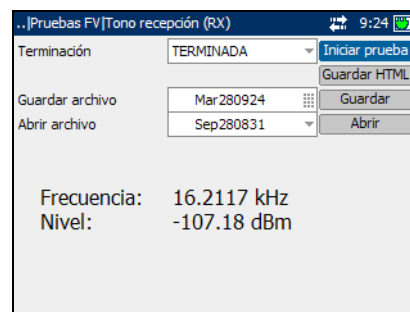 ..|Pruebas FV|Tono recepción (RX) 9:24
Terminación TERMINADA Iniciar prueba
Guardar HTML
Guardar archivo Mar280924 Guardar
Abrir archivo Sep280831 Abrir
Frecuencia: 16.2117 kHz
Nivel: -107.18 dBm